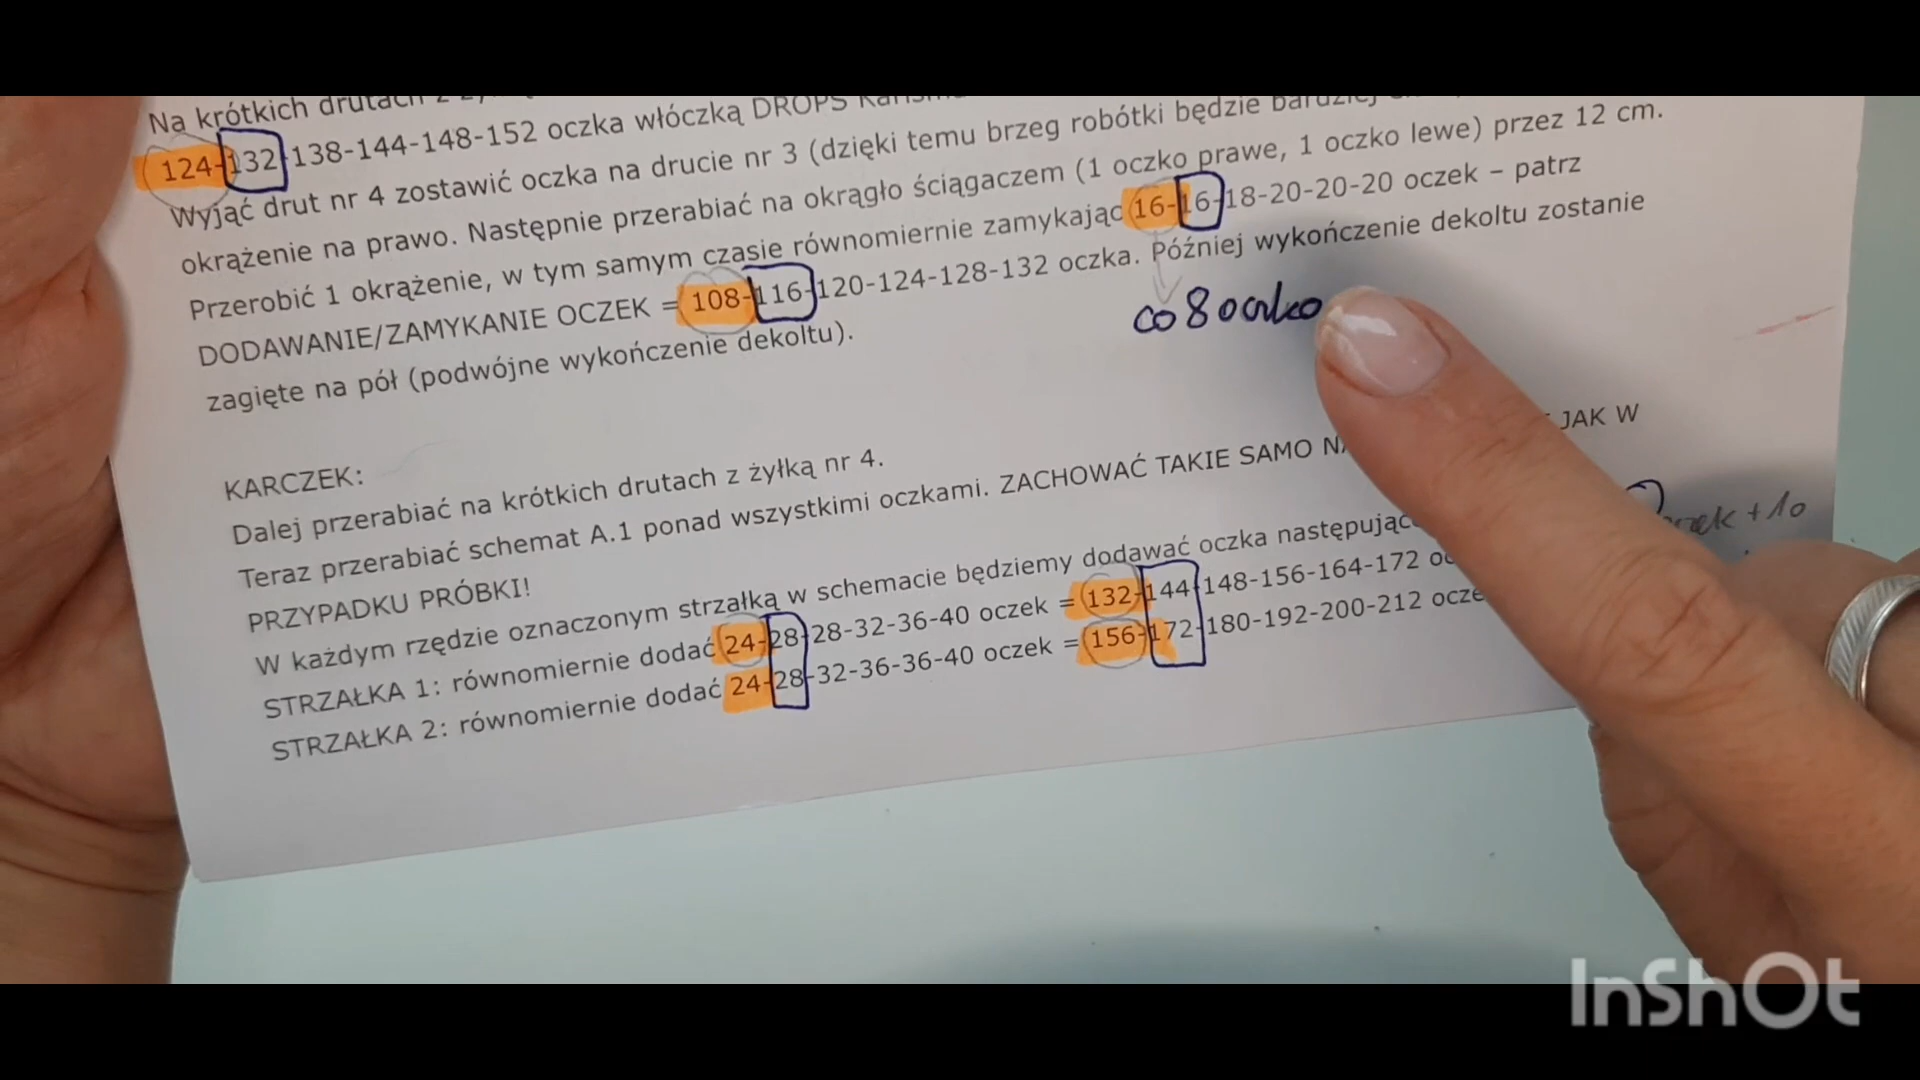 Na krótkich drutach z
124-132-138-144-148-152 oczka włóczką DROPS
Wyjąć drut nr 4 zostawić oczka na drucie nr 3 (dzięki temu brzeg robótki będzie bardziej
okrążenie na prawo. Następnie przerabiać na okrągło ściągaczem (1 oczko prawe, 1 oczko lewe) przez 12 cm.
Przerobić 1 okrążenie, w tym samym czasie równomiernie zamykając 16-16-18-20-20-20 oczek – patrz
DODAWANIE/ZAMYKANIE OCZEK = 108-116-120-124-128-132 oczka. Później wykończenie dekoltu zostanie
zagięte na pół (podwójne wykończenie dekoltu).
co 8 oczko
KARCZEK:
Dalej przerabiać na krótkich drutach z żyłką nr 4.
Teraz przerabiać schemat A.1 ponad wszystkimi oczkami. ZACHOWAĆ TAKIE SAMO JAK W
PRZYPADKU PRÓBKI!
W każdym rzędzie oznaczonym strzałką w schemacie będziemy dodawać oczka
STRZAŁKA 1: równomiernie dodać 24-28-28-32-36-40 oczek = 132-144-148-156-164-172
STRZAŁKA 2: równomiernie dodać 24-28-32-36-36-40 oczek = 156-172-180-192-200-212
+10
InShOt